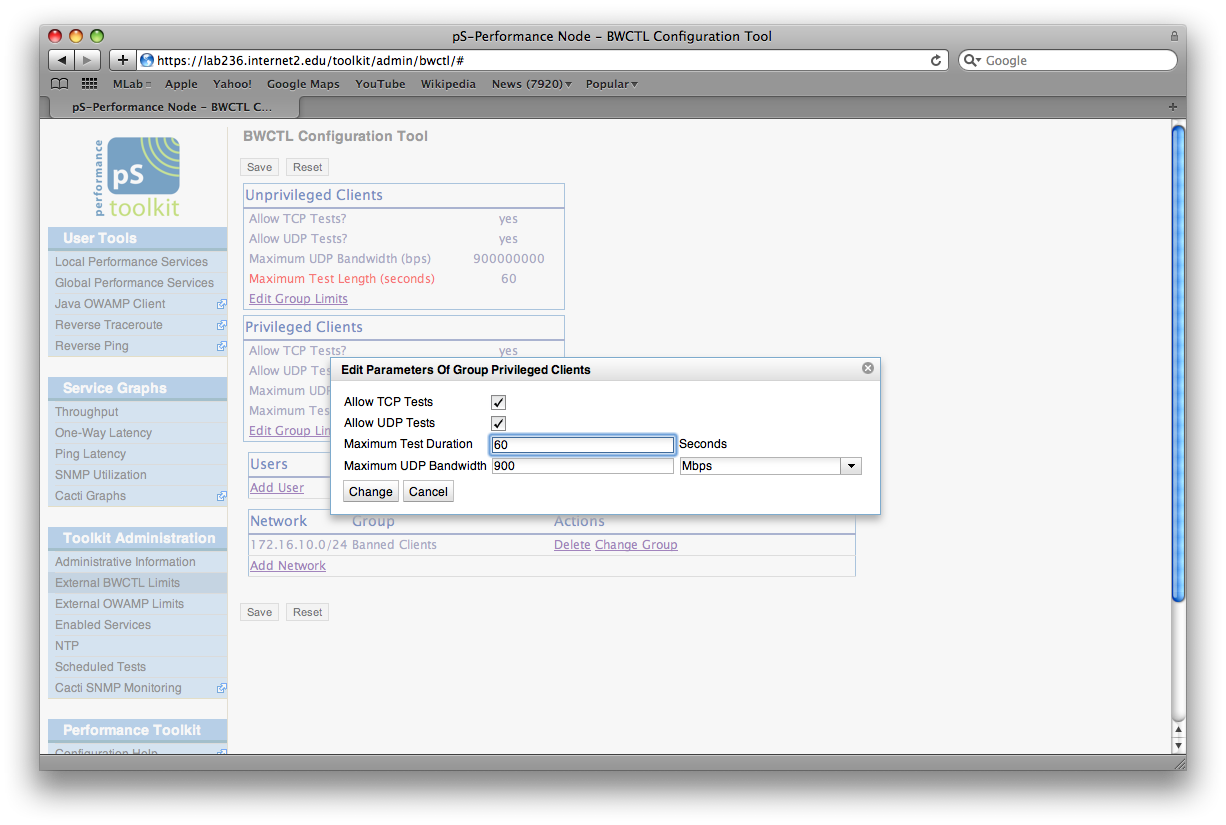 pS-Performance Node – BWCTL Configuration Tool
https://lab236.internet2.edu/toolkit/admin/bwctl/#
Google
MLab Apple Yahoo! Google Maps YouTube Wikipedia News (7920) Popular
pS-Performance Node – BWCTL C...
performance
pS
toolkit
User Tools
Local Performance Services
Global Performance Services
Java OWAMP Client
Reverse Traceroute
Reverse Ping
Service Graphs
Throughput
One-Way Latency
Ping Latency
SNMP Utilization
Cacti Graphs
Toolkit Administration
Administrative Information
External BWCTL Limits
External OWAMP Limits
Enabled Services
NTP
Scheduled Tests
Cacti SNMP Monitoring
Performance Toolkit
Configuration Help
BWCTL Configuration Tool
Save Reset
Unprivileged Clients
Allow TCP Tests? yes
Allow UDP Tests? yes
Maximum UDP Bandwidth (bps) 900000000
Maximum Test Length (seconds) 60
Edit Group Limits
Privileged Clients
Allow TCP Tests? yes
Allow UDP Tes
Maximum UD
Maximum Tes
Edit Group Lin
Edit Parameters Of Group Privileged Clients
Allow TCP Tests
Allow UDP Tests
Maximum Test Duration 60 Seconds
Maximum UDP Bandwidth 900 Mbps
Change Cancel
Users
Add User
Network Group Actions
172.16.10.0/24 Banned Clients Delete Change Group
Add Network
Save Reset